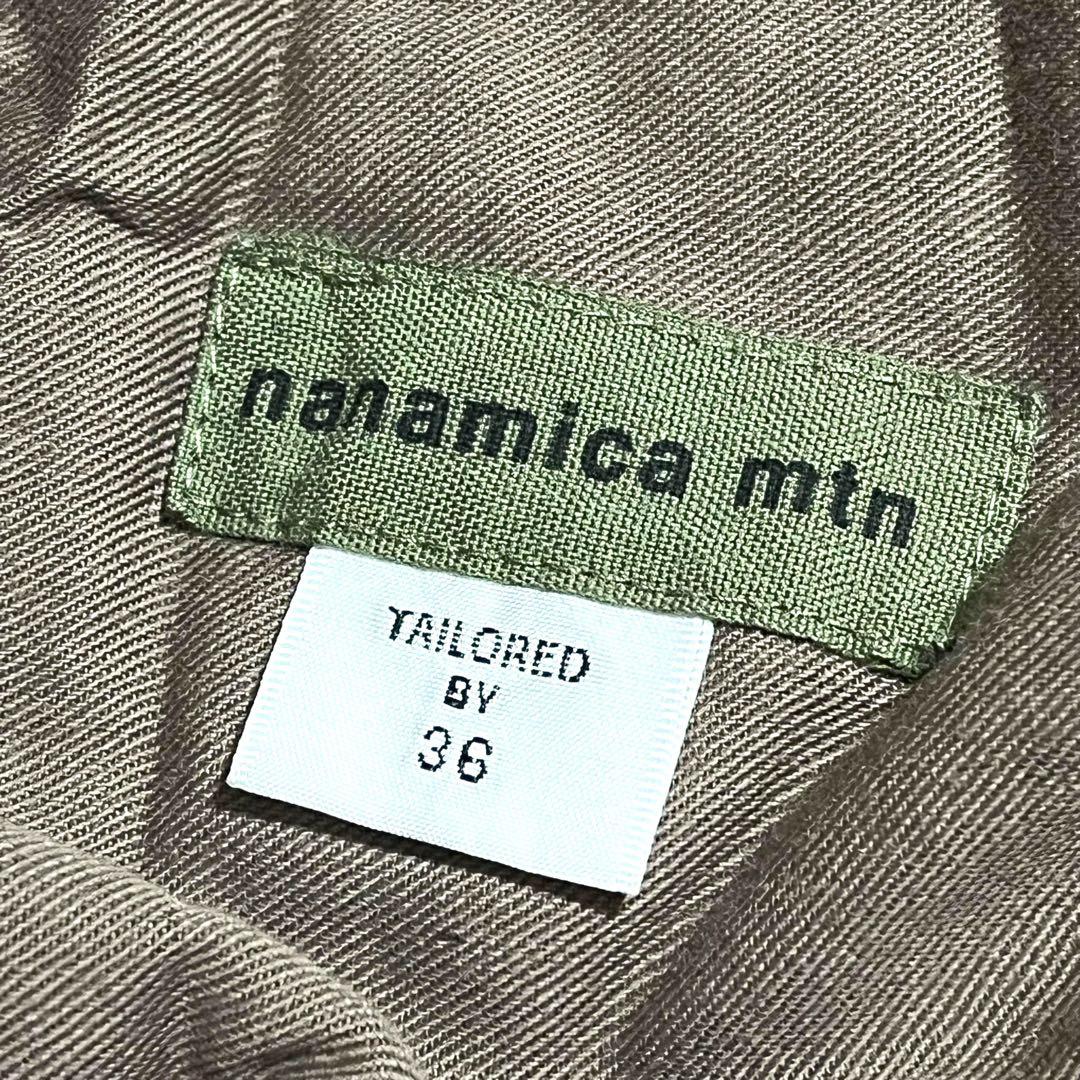 nanamica mtn
TAILORED
BY
36